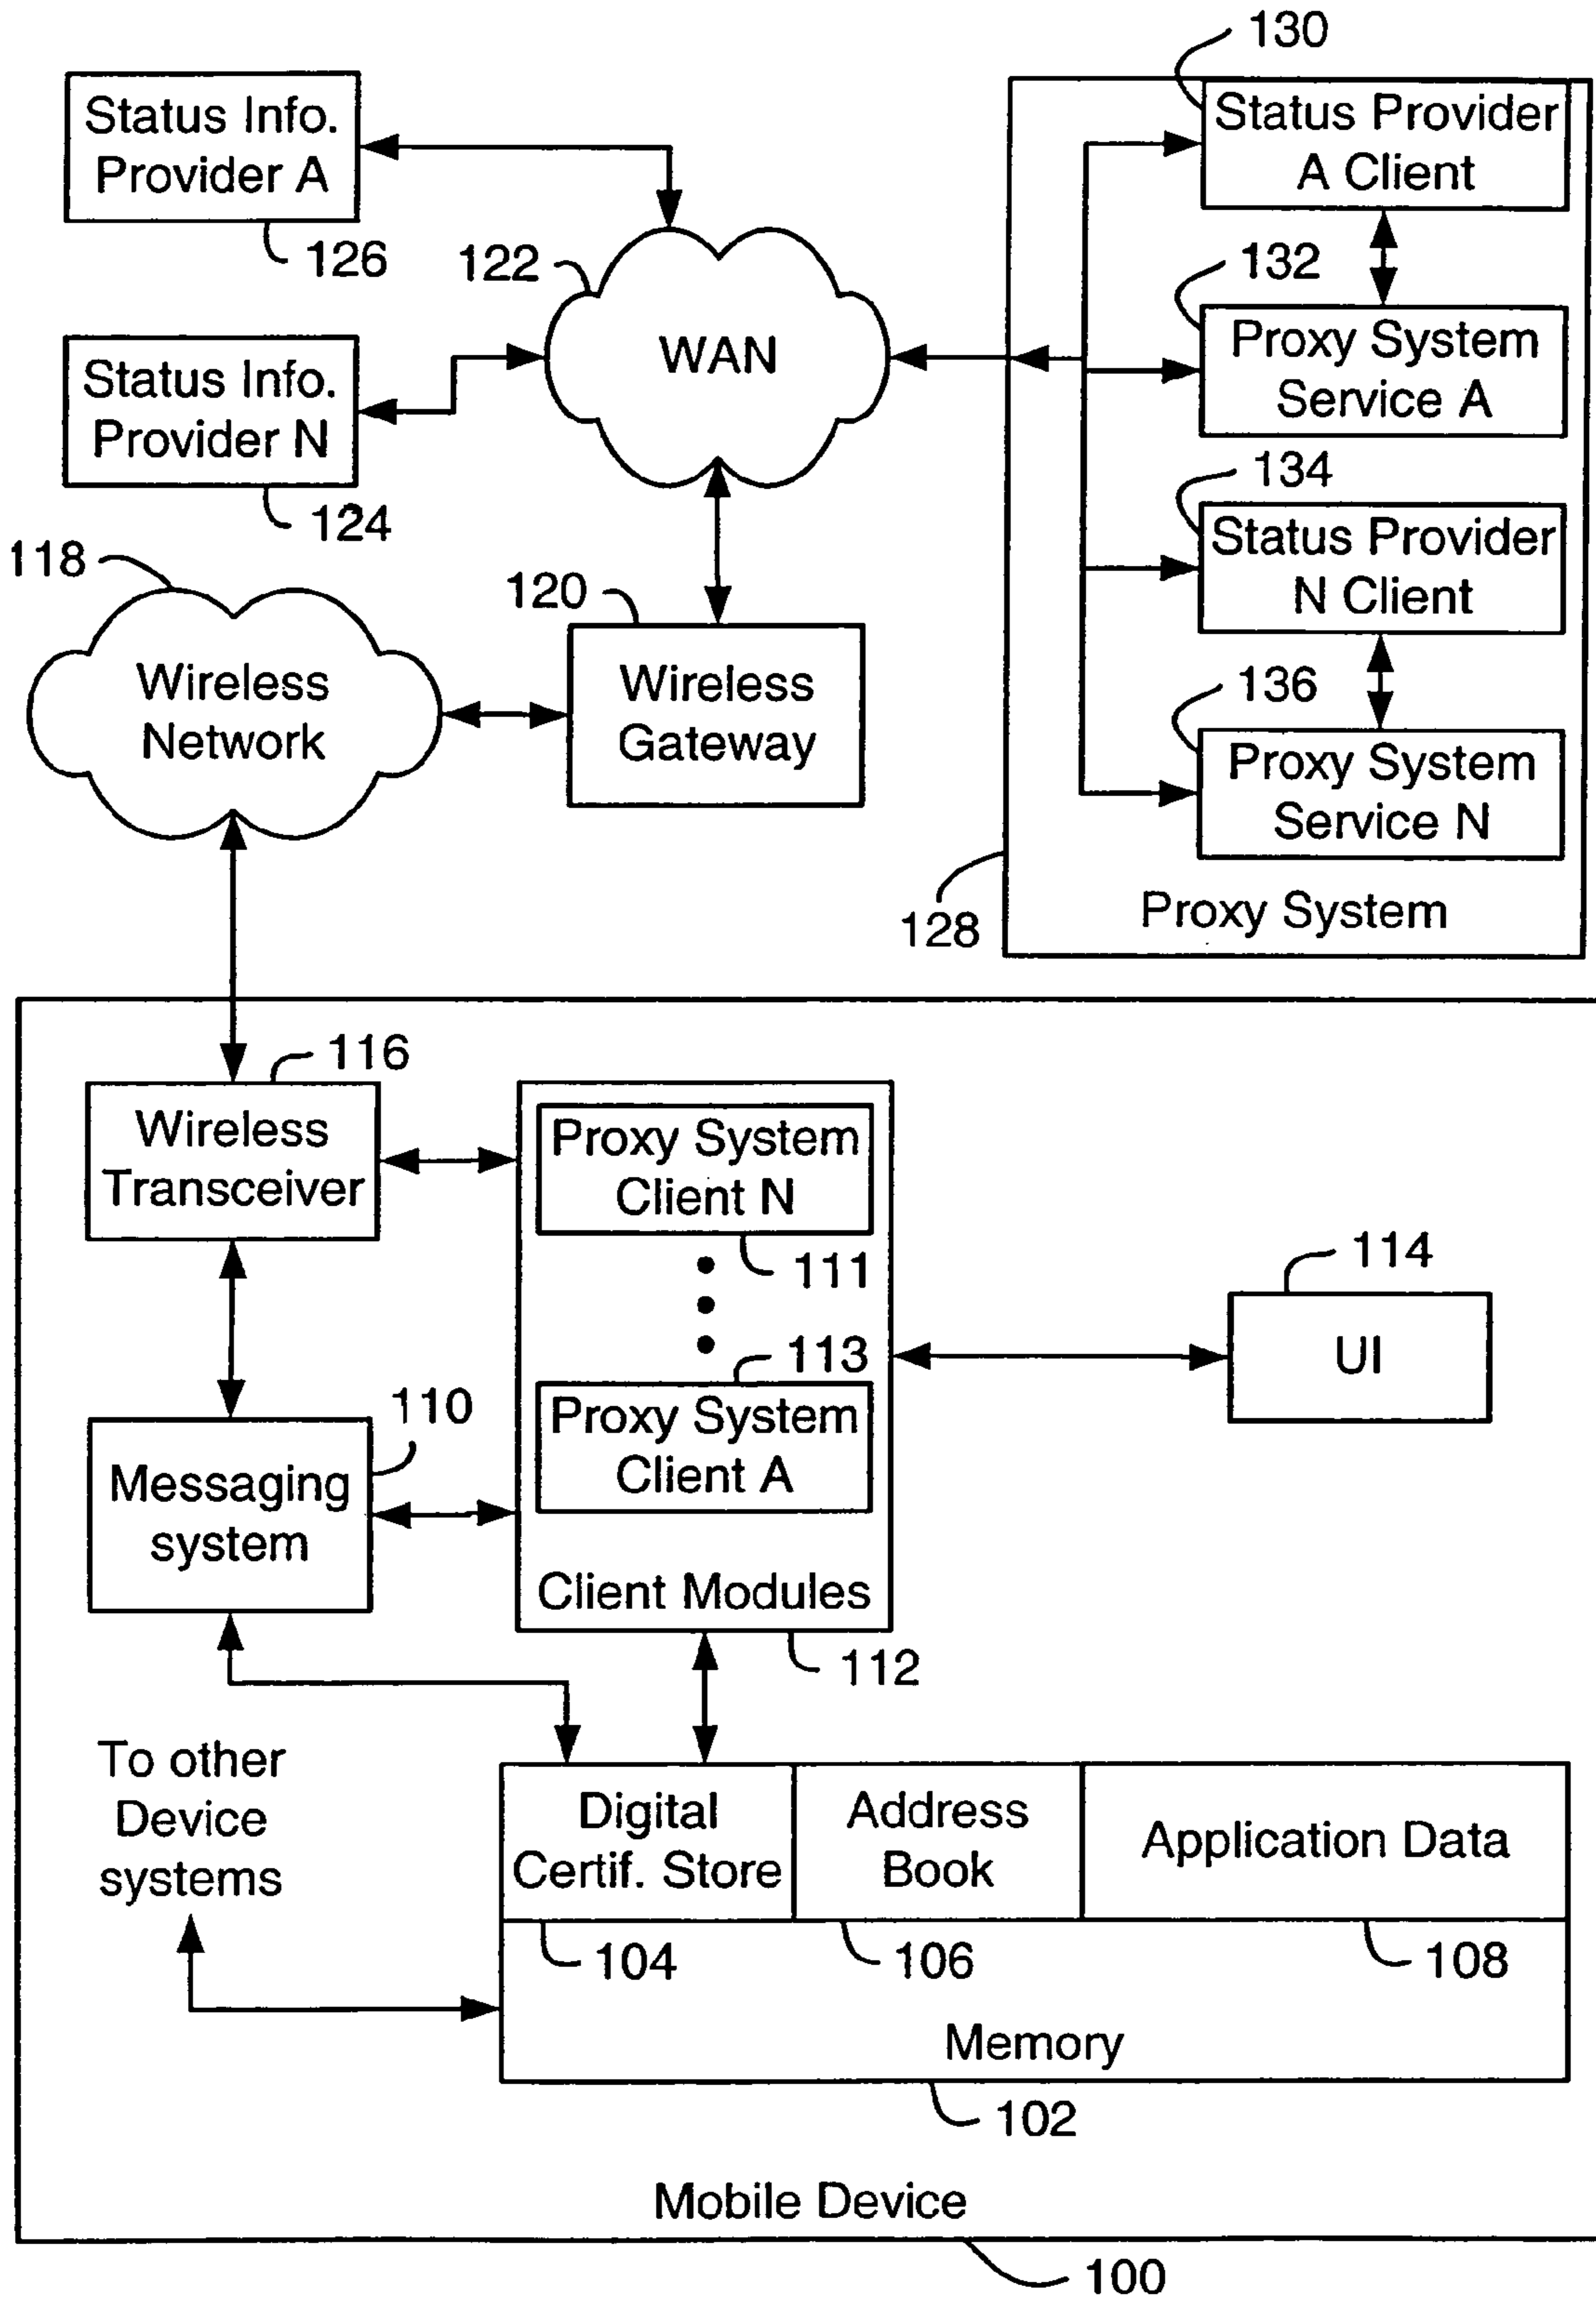 130
Status Info.
Provider A
126
Status Provider
A Client
122
132
WAN
Proxy System
Service A
Status Info.
Provider N
124
134
Status Provider
N Client
118
120
Wireless
Network
Wireless
Gateway
136
Proxy System
Service N
128
Proxy System
116
Wireless
Transceiver
Proxy System
Client N
111
114
UI
113
Proxy System
Client A
110
Messaging
system
Client Modules
112
To other
Device
systems
Digital
Certif. Store
Address
Book
Application Data
104
106
108
Memory
102
Mobile Device
100